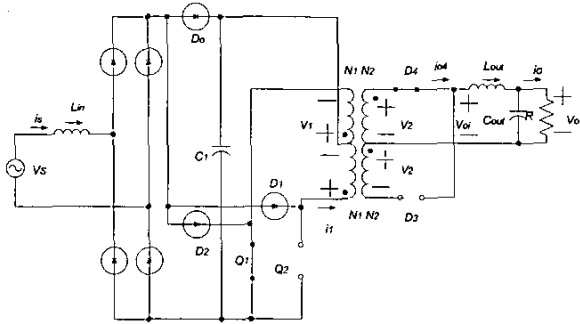 Do
N1 N2 D4 io4 Lout io
is Lin
V1 V2 Voi Cout R Vo
C1
Vs
V2
D1
N1 N2 D3
i1
D2
Q1 Q2